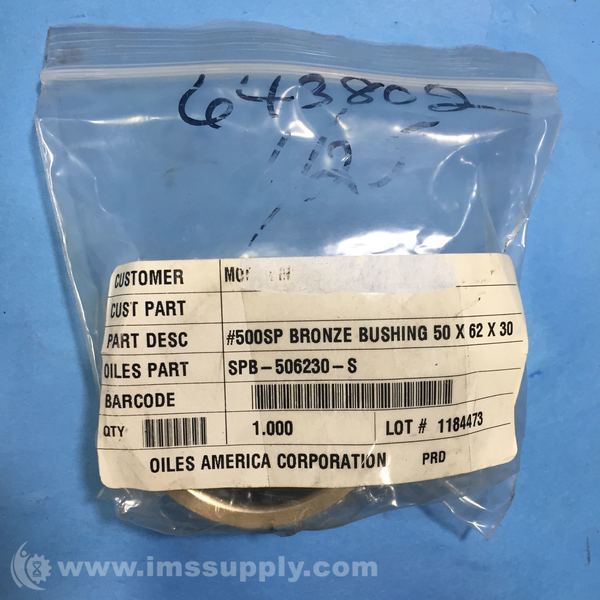 643802
CUSTOMER
CUST PART
PART DESC #500SP BRONZE BUSHING 50 X 62 X 30
OILES PART SPB-506230-S
BARCODE
QTY 1.000 LOT # 1184473
OILES AMERICA CORPORATION PRD
www.imssupply.com